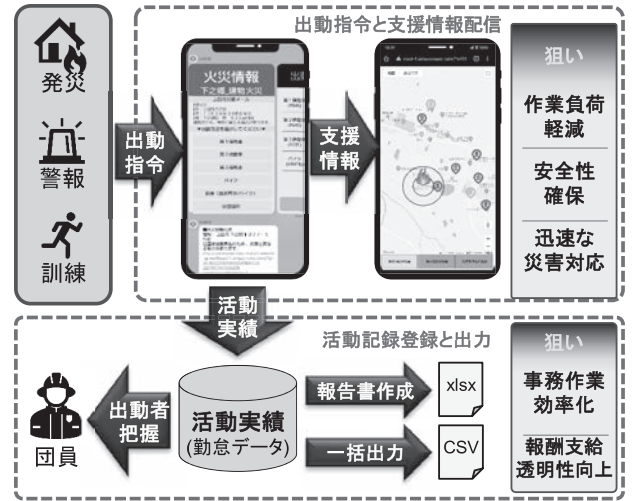 発災
警報
訓練
出動指令と支援情報配信
出動
指令
火災情報
下之郷_建物火災
支援
情報
狙い
作業負荷
軽減
安全性
確保
迅速な
災害対応
活動
実績
活動記録登録と出力
団員
出動者
把握
活動実績
(勤怠データ)
報告書作成
xlsx
一括出力
CSV
狙い
事務作業
効率化
報酬支給
透明性向上